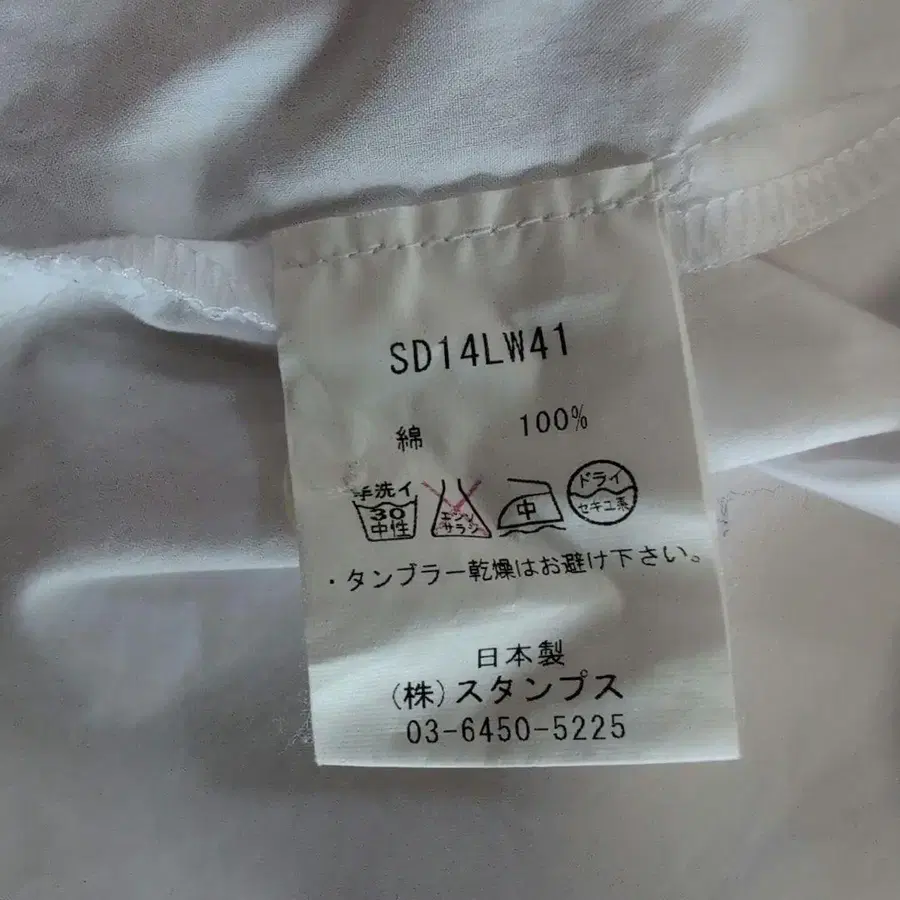 SD14LW41
綿 100%
手洗イ
30
中性
エンソ
サラシ
中
ドライ
セキユ系
・タンブラー乾燥はお避け下さい。
日本製
(株)スタンプス
03-6450-5225